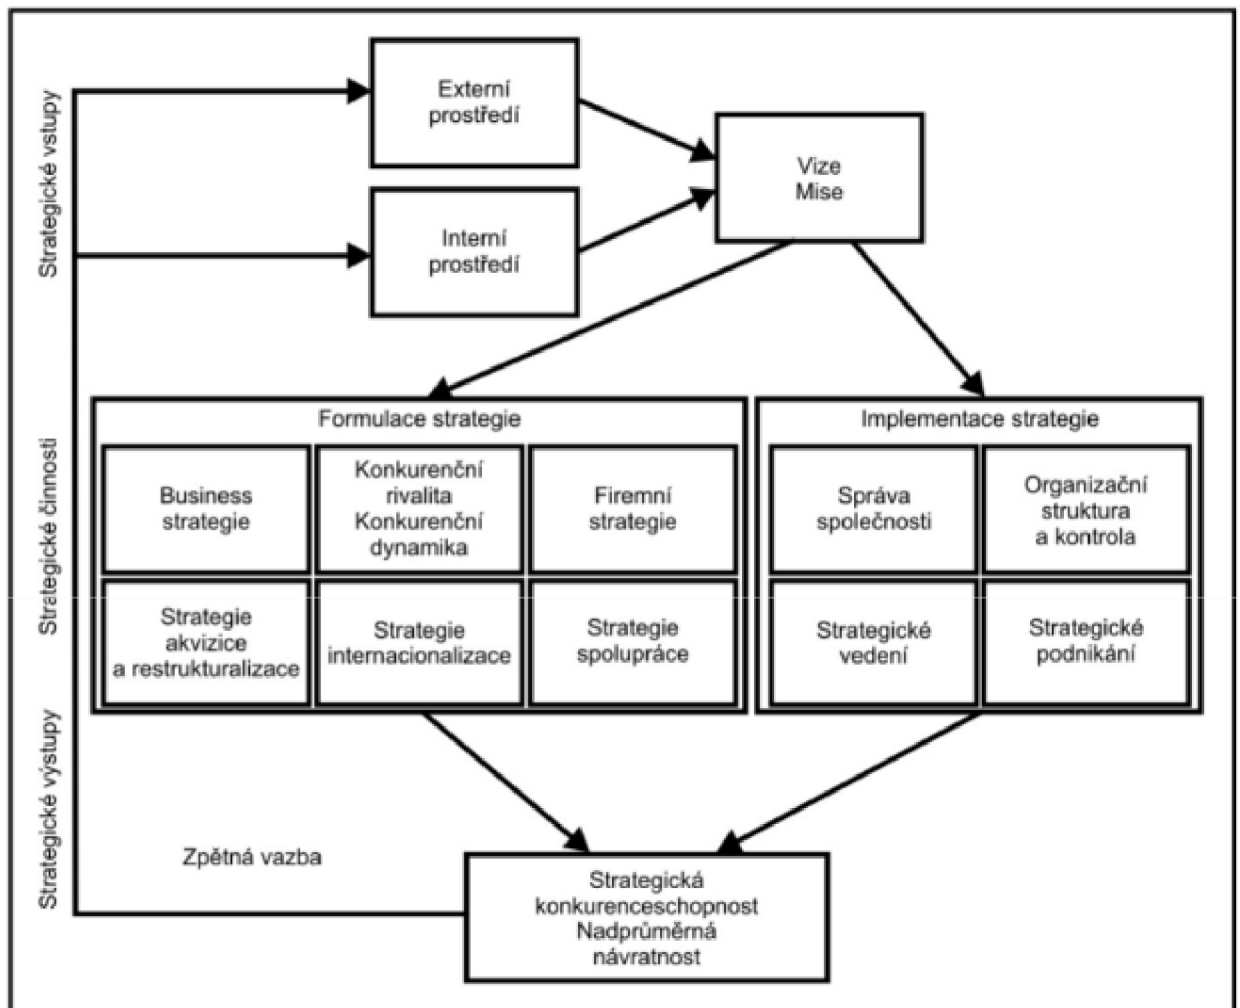 Strategické vstupy
Externí
prostředí
Interní
prostředí
Vize
Mise
Strategické činnosti
Formulace strategie
Business
strategie
Konkurenční
rivalita
Konkurenční
dynamika
Firemní
strategie
Strategie
akvizice
a restrukturalizace
Strategie
internacionalizace
Strategie
spolupráce
Implementace strategie
Správa
společnosti
Organizační
struktura
a kontrola
Strategické
vedení
Strategické
podnikání
Strategické výstupy
Zpětná vazba
Strategická
konkurenceschopnost
Nadprůměrná
návratnost